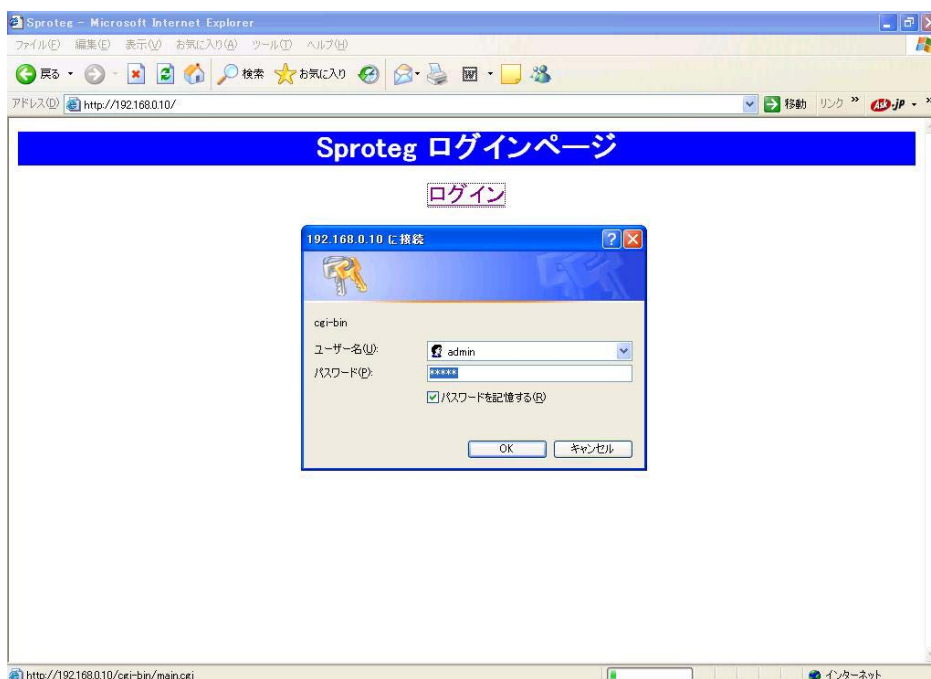 Sproteg - Microsoft Internet Explorer
ファイル(F) 編集(E) 表示(V) お気に入り(A) ツール(T) ヘルプ(H)
戻る 検索 お気に入り
アドレス(D) http://192.168.0.10/ 移動 リンク »
Sproteg ログインページ
ログイン
192.168.0.10 に接続
cgi-bin
ユーザー名(U): admin
パスワード(P): *****
パスワードを記憶する(R)
OK キャンセル
http://192.168.0.10/cgi-bin/main.cgi インターネット